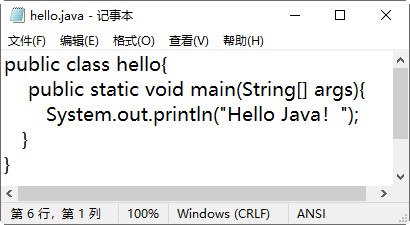 hello.java - 记事本
文件(F) 编辑(E) 格式(O) 查看(V) 帮助(H)
public class hello{
    public static void main(String[] args){
        System.out.println("Hello Java！");
    }
}
第 6 行，第 1 列 100% Windows (CRLF) ANSI